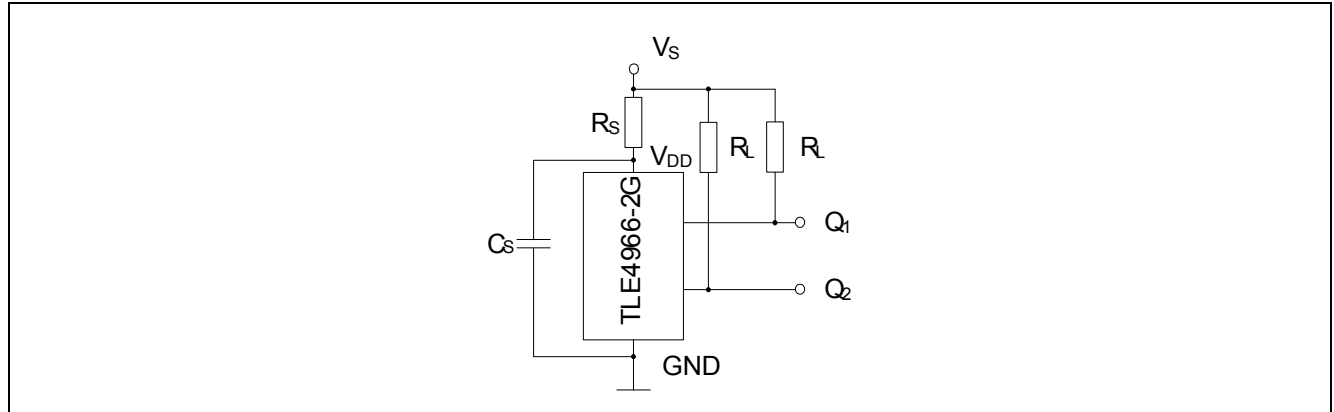 VS
RS
VDD
RL
RL
TLE4966-2G
Q1
CS
Q2
GND